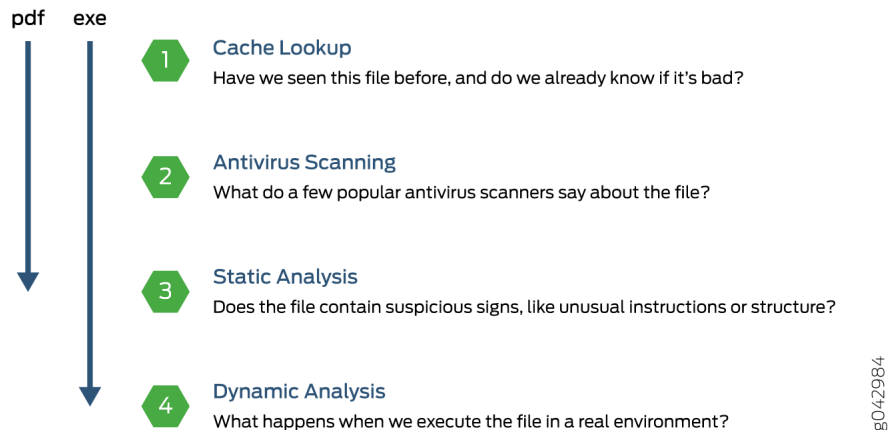 pdf exe
1
Cache Lookup
Have we seen this file before, and do we already know if it's bad?
2
Antivirus Scanning
What do a few popular antivirus scanners say about the file?
3
Static Analysis
Does the file contain suspicious signs, like unusual instructions or structure?
4
Dynamic Analysis
What happens when we execute the file in a real environment?
g042984